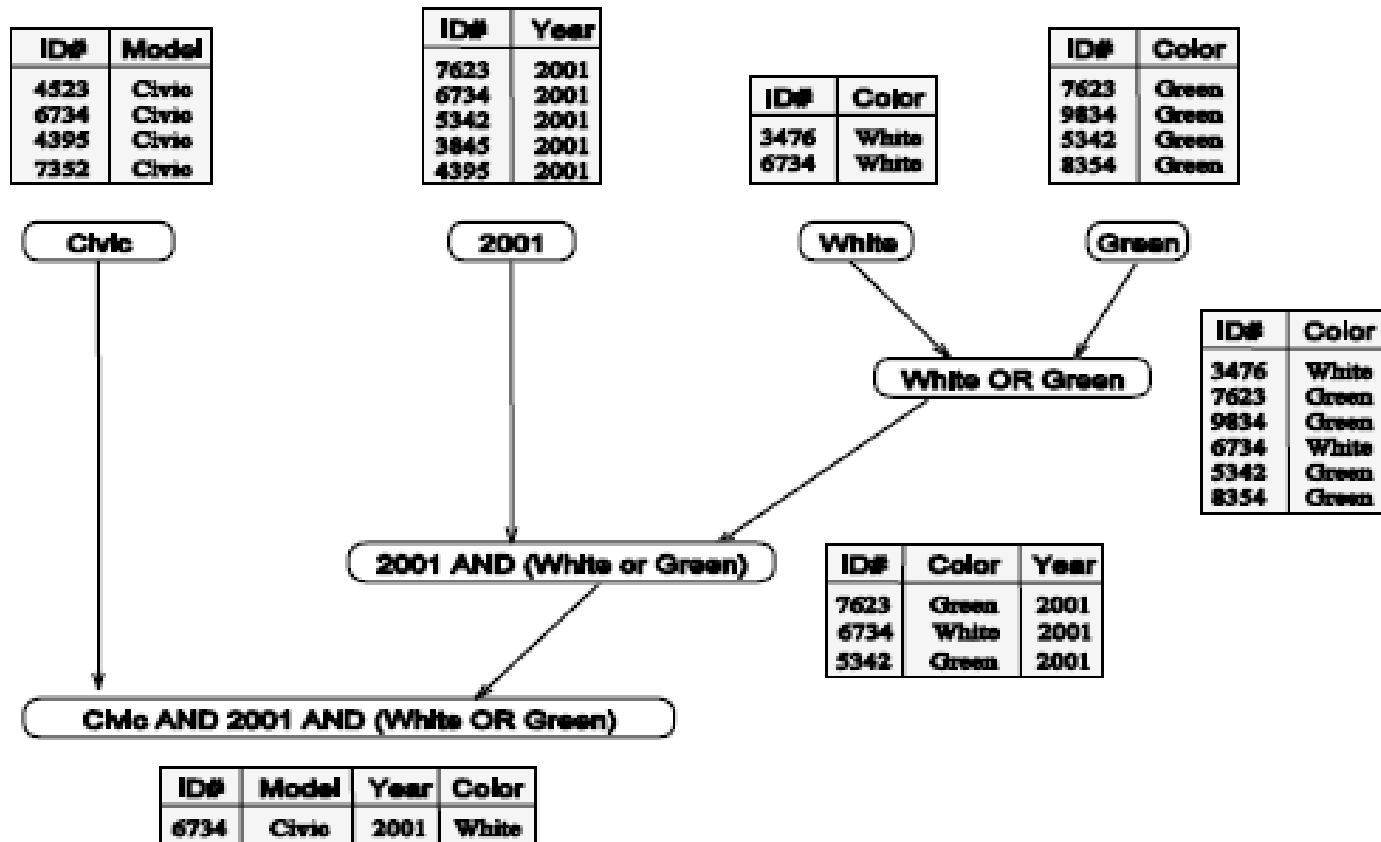 ID# Model
4523 Civic
6734 Civic
4395 Civic
7352 Civic
ID# Year
7623 2001
6734 2001
5342 2001
3845 2001
4395 2001
ID# Color
3476 White
6734 White
ID# Color
7623 Green
9834 Green
5342 Green
8354 Green
Civic
2001
White
Green
White OR Green
ID# Color
3476 White
7623 Green
9834 Green
6734 White
5342 Green
8354 Green
2001 AND (White or Green)
ID# Color Year
7623 Green 2001
6734 White 2001
5342 Green 2001
Civic AND 2001 AND (White OR Green)
ID# Model Year Color
6734 Civic 2001 White